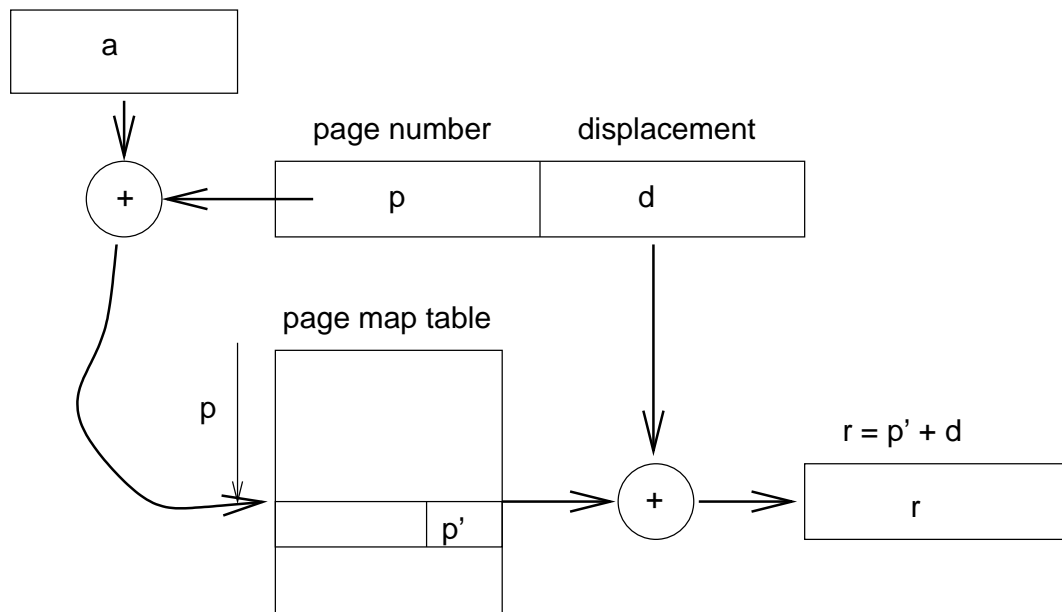 a
page number displacement
+
p d
page map table
p
r = p’ + d
p’
+
r